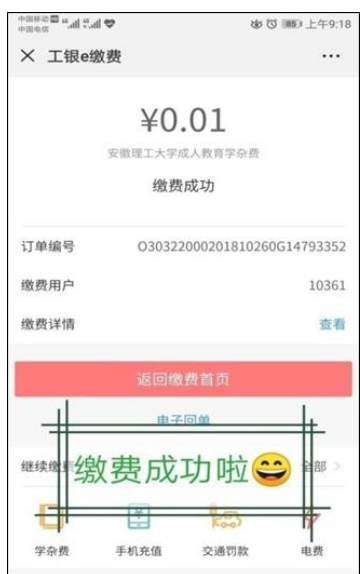 中国移动 HD 4G 4G
中国电信
85 上午9:18
× 工银e缴费 ...
¥0.01
安徽理工大学成人教育学杂费
缴费成功
订单编号 O30322000201810260G14793352
缴费用户 10361
缴费详情 查看
返回缴费首页
电子回单
缴费成功啦
继续缴费 全部 >
学杂费 手机充值 交通罚款 电费